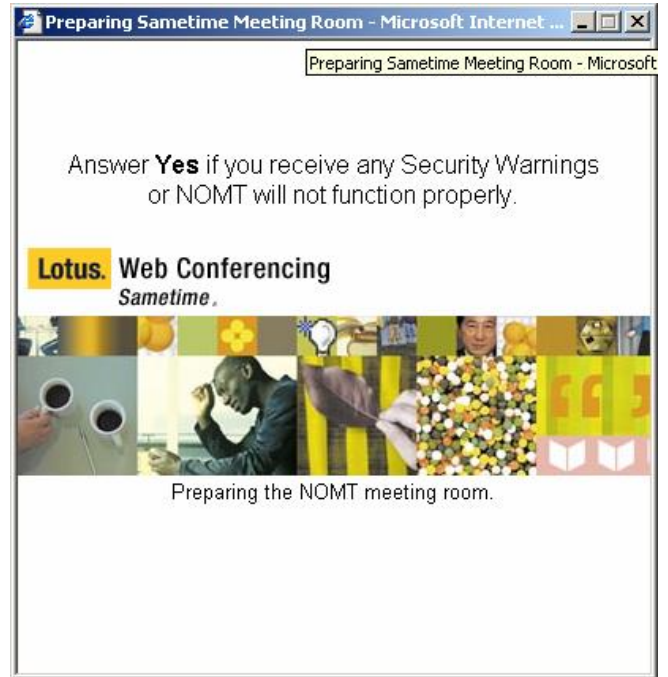 Preparing Sametime Meeting Room - Microsoft Internet ...
Preparing Sametime Meeting Room - Microsoft
Answer Yes if you receive any Security Warnings
or NOMT will not function properly.
Lotus. Web Conferencing
Sametime.
Preparing the NOMT meeting room.